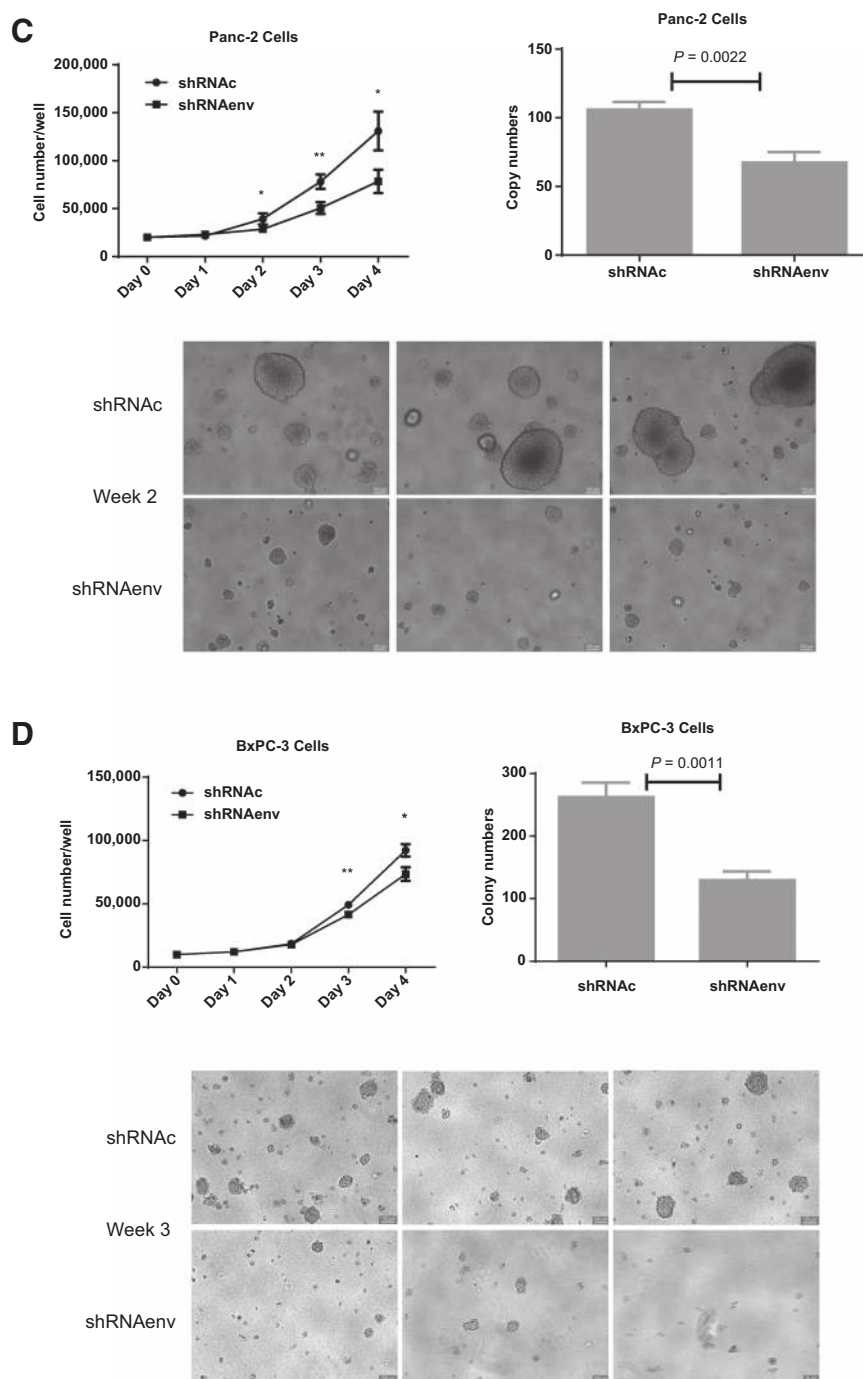 C
Panc-2 Cells
200,000
150,000
100,000
50,000
0
Cell number/well
shRNAc
shRNAenv
*
**
*
Day 0
Day 1
Day 2
Day 3
Day 4
Panc-2 Cells
150
100
50
0
Copy numbers
P = 0.0022
shRNAc
shRNAenv
shRNAc
Week 2
shRNAenv
D
BxPC-3 Cells
150,000
100,000
50,000
0
Cell number/well
shRNAc
shRNAenv
**
*
Day 0
Day 1
Day 2
Day 3
Day 4
BxPC-3 Cells
300
200
100
0
Colony numbers
P = 0.0011
shRNAc
shRNAenv
shRNAc
Week 3
shRNAenv